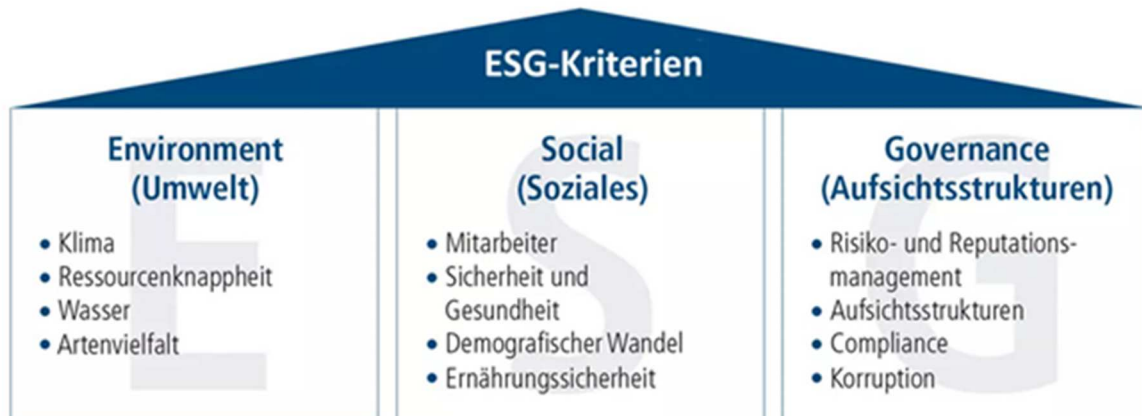 ESG-Kriterien
Environment
(Umwelt)
• Klima
• Ressourcenknappheit
• Wasser
• Artenvielfalt
Social
(Soziales)
• Mitarbeiter
• Sicherheit und
Gesundheit
• Demografischer Wandel
• Ernährungssicherheit
Governance
(Aufsichtsstrukturen)
• Risiko- und Reputations-
management
• Aufsichtsstrukturen
• Compliance
• Korruption
E
S
G